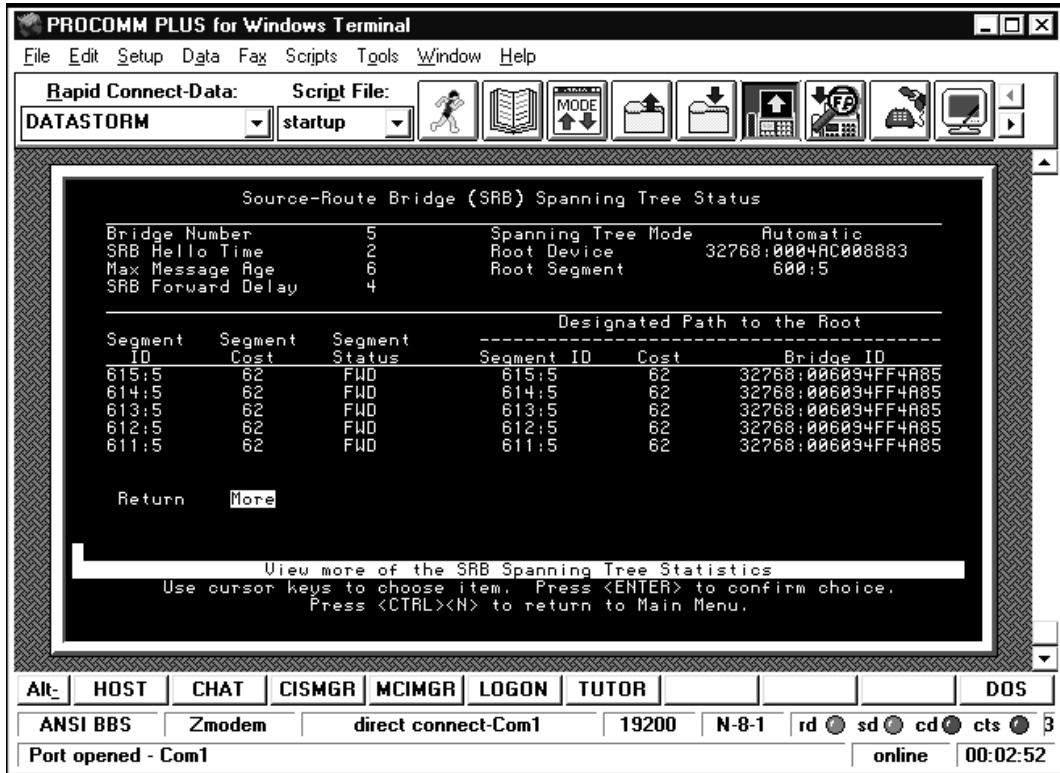 PROCOMM PLUS for Windows Terminal
File Edit Setup Data Fax Scripts Tools Window Help
Rapid Connect-Data: Script File:
DATASTORM startup
MODE
Source-Route Bridge (SRB) Spanning Tree Status
Bridge Number 5 Spanning Tree Mode Automatic
SRB Hello Time 2 Root Device 32768:0004AC008883
Max Message Age 6 Root Segment 600:5
SRB Forward Delay 4
Designated Path to the Root
Segment Segment Segment
ID Cost Status Segment ID Cost Bridge ID
615:5 62 FWD 615:5 62 32768:006094FF4A85
614:5 62 FWD 614:5 62 32768:006094FF4A85
613:5 62 FWD 613:5 62 32768:006094FF4A85
612:5 62 FWD 612:5 62 32768:006094FF4A85
611:5 62 FWD 611:5 62 32768:006094FF4A85
Return More
View more of the SRB Spanning Tree Statistics
Use cursor keys to choose item. Press <ENTER> to confirm choice.
Press <CTRL><N> to return to Main Menu.
Alt- HOST CHAT CISMGR MCIMGR LOGON TUTOR DOS
ANSI BBS Zmodem direct connect-Com1 19200 N-8-1 rd sd cd cts
Port opened - Com1 online 00:02:52